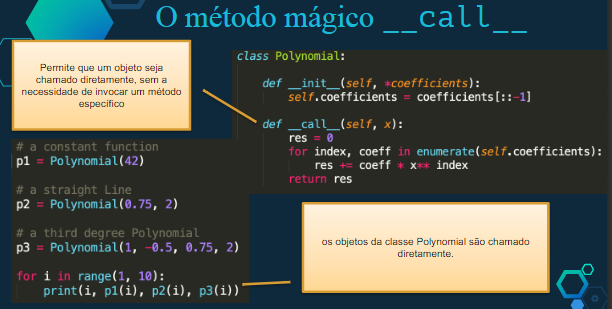 O método mágico __call__
Permite que um objeto seja
chamado diretamente, sem a
necessidade de invocar um método
específico
class Polynomial:
def __init__(self, *coefficients):
self.coefficients = coefficients[::-1]
def __call__(self, x):
res = 0
for index, coeff in enumerate(self.coefficients):
res += coeff * x** index
return res
# a constant function
p1 = Polynomial(42)
# a straight Line
p2 = Polynomial(0.75, 2)
# a third degree Polynomial
p3 = Polynomial(1, -0.5, 0.75, 2)
for i in range(1, 10):
print(i, p1(i), p2(i), p3(i))
os objetos da classe Polynomial são chamado
diretamente.